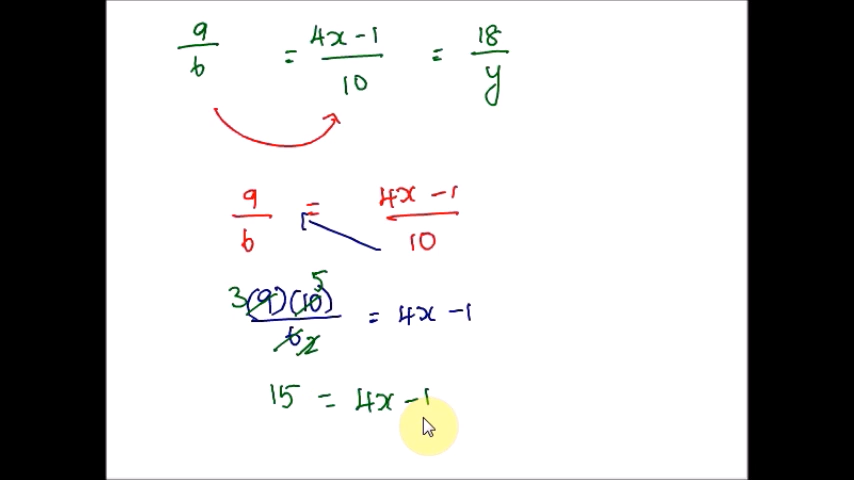 9/6 = 4x - 1/10 = 18/y
9/6 = 4x - 1/10
3 (9)(10) 5/6 2 = 4x - 1
15 = 4x - 1